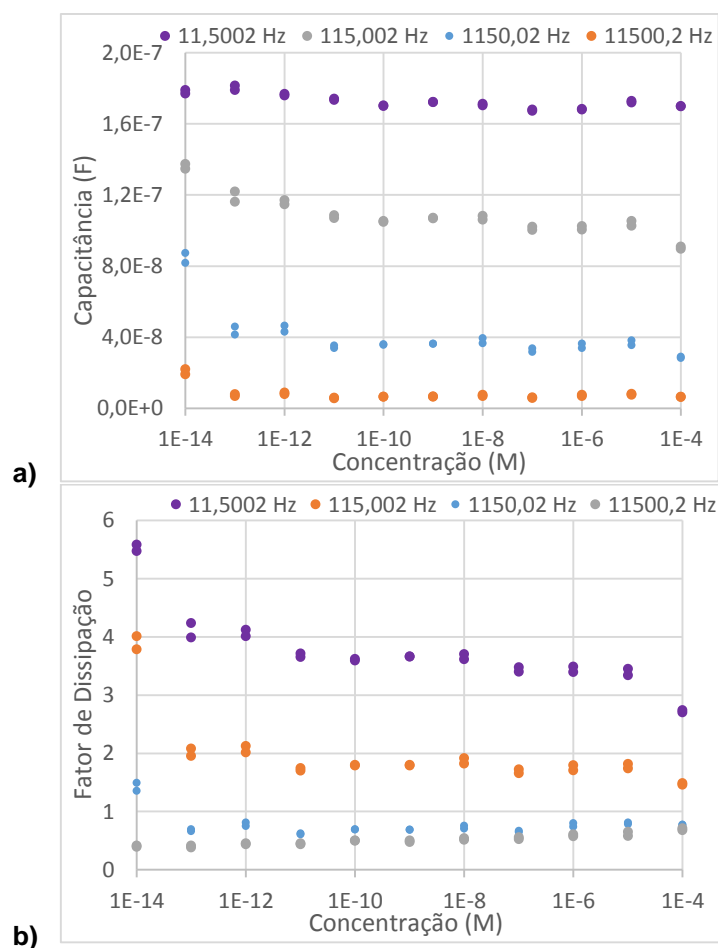 11,5002 Hz 115,002 Hz 1150,02 Hz 11500,2 Hz
2,0E-7
1,6E-7
1,2E-7
8,0E-8
4,0E-8
0,0E+0
Capacitância (F)
1E-14 1E-12 1E-10 1E-8 1E-6 1E-4
Concentração (M)
a)
11,5002 Hz 115,002 Hz 1150,02 Hz 11500,2 Hz
6
5
4
3
2
1
0
Fator de Dissipação
1E-14 1E-12 1E-10 1E-8 1E-6 1E-4
Concentração (M)
b)